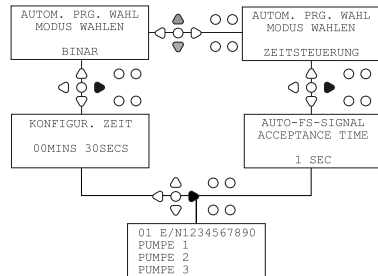 AUTOM. PRG. WAHL
MODUS WAHLEN
BINAR
AUTOM. PRG. WAHL
MODUS WAHLEN
ZEITSTEUERUNG
KONFIGUR. ZEIT
00MINS 30SECS
AUTO-FS-SIGNAL
ACCEPTANCE TIME
1 SEC
01 E/N1234567890
PUMPE 1
PUMPE 2
PUMPE 3